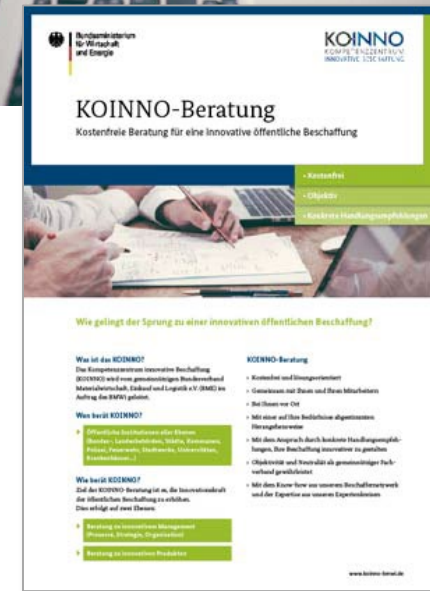 Bundesministerium
für Wirtschaft
und Energie
KOINNO
KOMPETENZZENTRUM
INNOVATIVE BESCHAFFUNG
KOINNO-Beratung
Kostenfreie Beratung für eine innovative öffentliche Beschaffung
• Kostenfrei
• Objektiv
• Konkrete Handlungsempfehlungen
Wie gelingt der Sprung zu einer innovativen öffentlichen Beschaffung?
Was ist das KOINNO?
Das Kompetenzzentrum innovative Beschaffung
(KOINNO) wird vom gemeinnützigen Bundesverband
Materialwirtschaft, Einkauf und Logistik e.V. (BME) im
Auftrag des BMWi geleitet.
Wen berät KOINNO?
Öffentliche Institutionen aller Ebenen
(Bundes-, Landesbehörden, Städte, Kommunen,
Polizei, Feuerwehr, Stadtwerke, Universitäten,
Krankenhäuser...)
Wie berät KOINNO?
Ziel der KOINNO-Beratung ist es, die Innovationskraft
der öffentlichen Beschaffung zu erhöhen.
Dies erfolgt auf zwei Ebenen:
Beratung zu innovativem Management
(Prozesse, Strategie, Organisation)
Beratung zu innovativen Produkten
KOINNO-Beratung
Kostenfrei und lösungsorientiert
Gemeinsam mit Ihnen und Ihren Mitarbeitern
Bei Ihnen vor Ort
Mit einer auf Ihre Bedürfnisse abgestimmten
Herangehensweise
Mit dem Anspruch durch konkrete Handlungsempfeh-
lungen, Ihre Beschaffung innovativer zu gestalten
Objektivität und Neutralität als gemeinnütziger Fach-
verband gewährleistet
Mit dem Know-how aus unserem Beschaffernetzwerk
und der Expertise aus unserem Expertenkonsium
www.koinno-bmwi.de